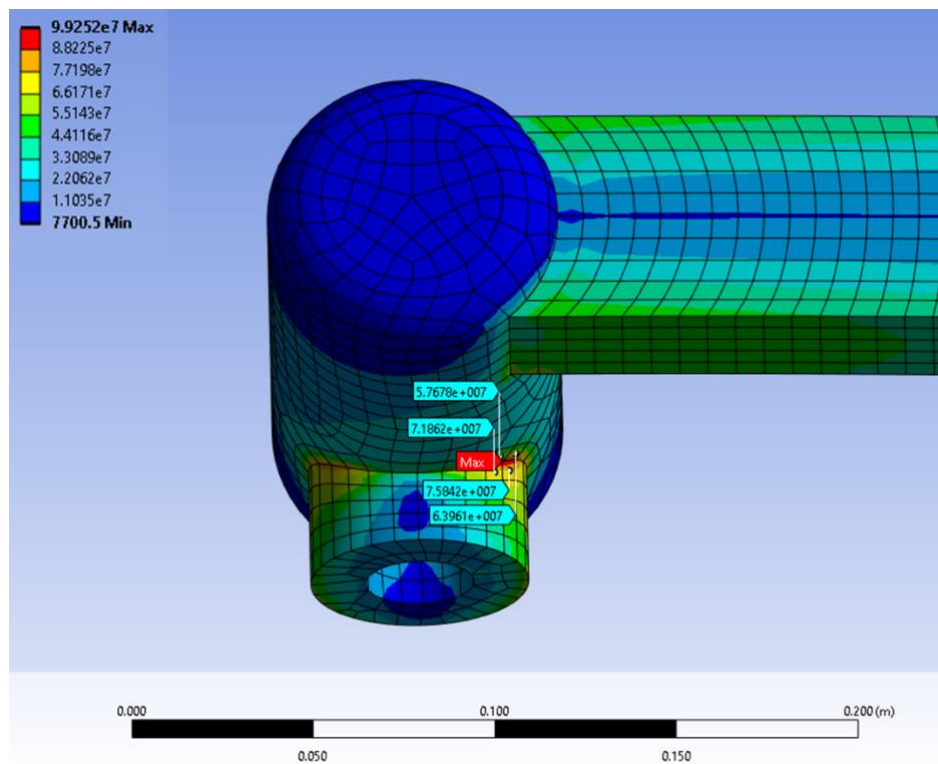 9.9252e7 Max
8.8225e7
7.7198e7
6.6171e7
5.5143e7
4.4116e7
3.3089e7
2.2062e7
1.1035e7
7700.5 Min
5.7678e+007
7.1862e+007
Max
7.5842e+007
6.3961e+007
0.000
0.100
0.200 (m)
0.050
0.150